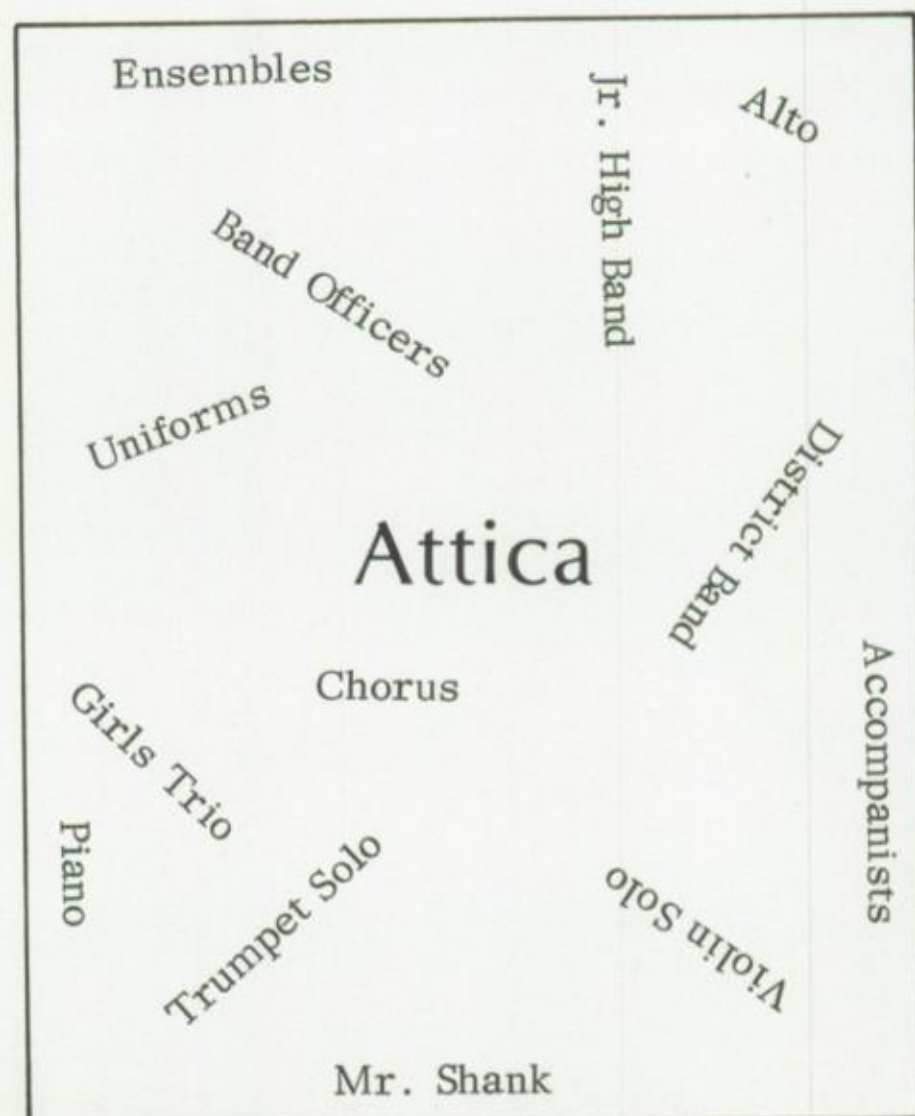 Ensembles
Jr. High Band
Alto
Band Officers
Uniforms
District Band
Attica
Chorus
Accompanists
Girls Trio
Piano
Trumpet Solo
Violin Solo
Mr. Shank